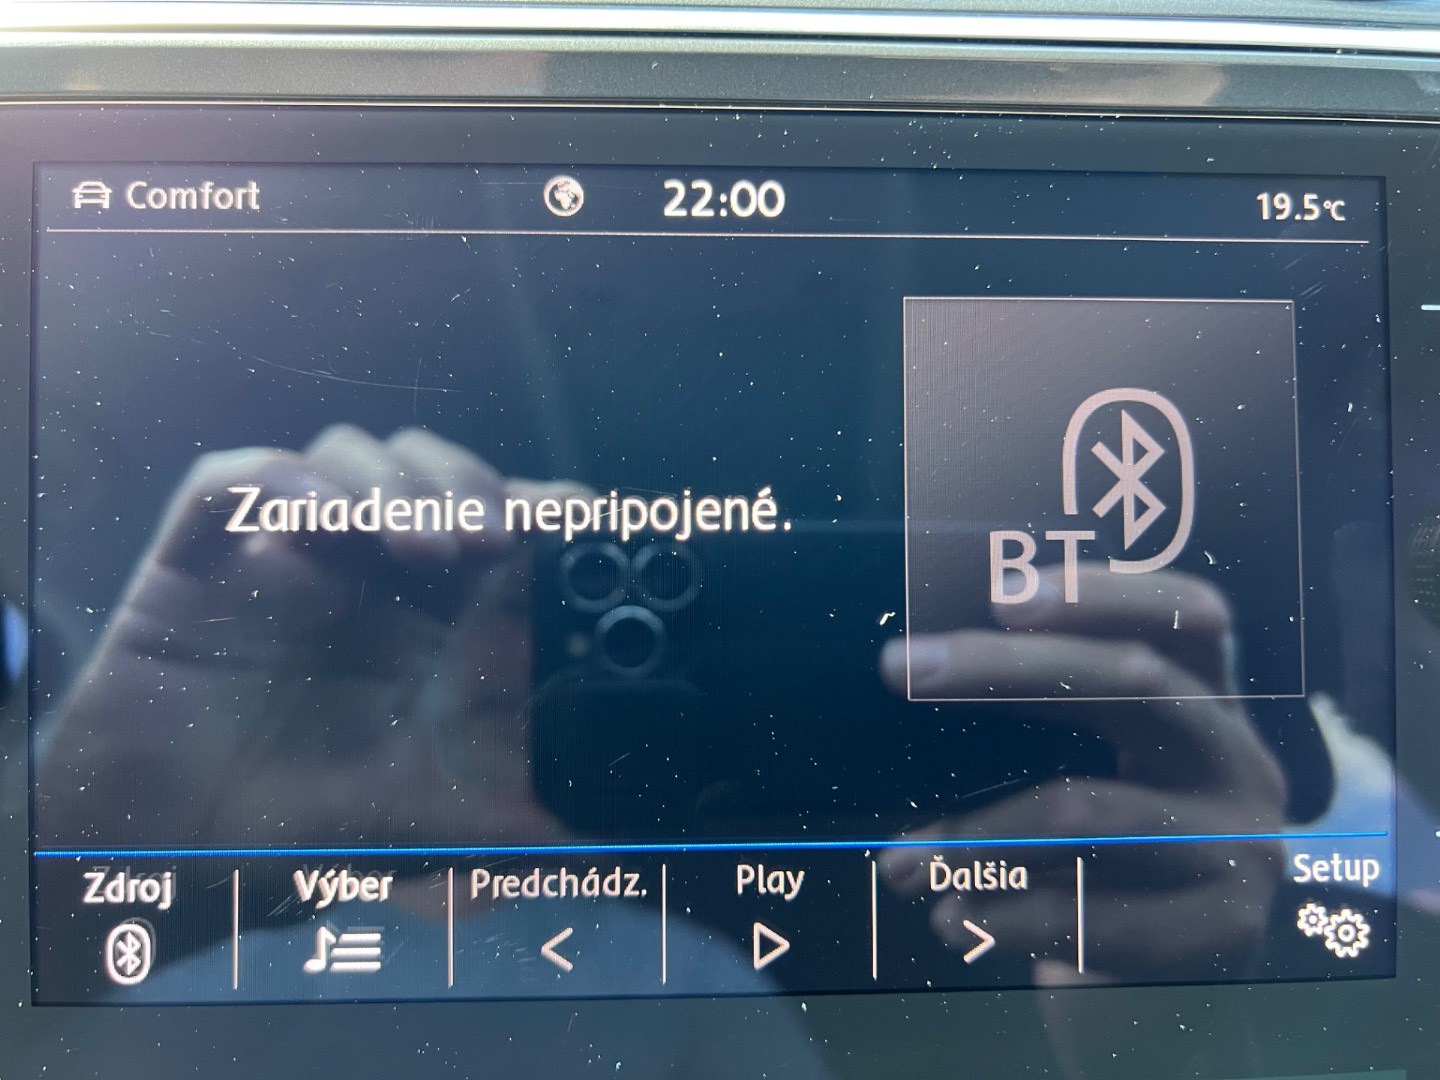 Comfort 22:00 19.5°C
Zariadenie nepripojené.
BT
Zdroj Výber Predchádz. Play Ďalšia Setup